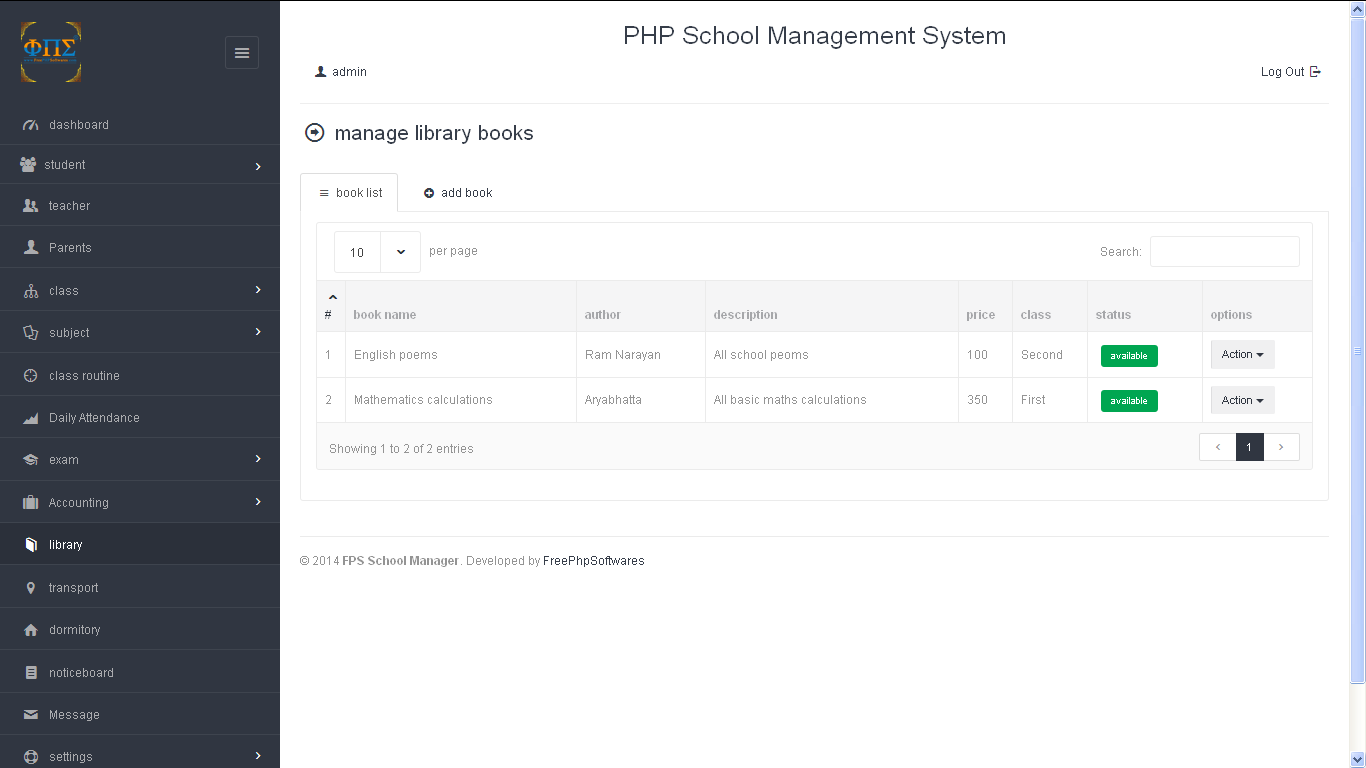 ΦΠΣ
PHP School Management System
admin
Log Out
dashboard
student
teacher
Parents
class
subject
class routine
Daily Attendance
exam
Accounting
library
transport
dormitory
noticeboard
Message
settings
manage library books
book list
add book
10 per page
Search:
# book name author description price class status options
1 English poems Ram Narayan All school peoms 100 Second available Action
2 Mathematics calculations Aryabhatta All basic maths calculations 350 First available Action
Showing 1 to 2 of 2 entries
1
© 2014 FPS School Manager. Developed by FreePhpSoftwares